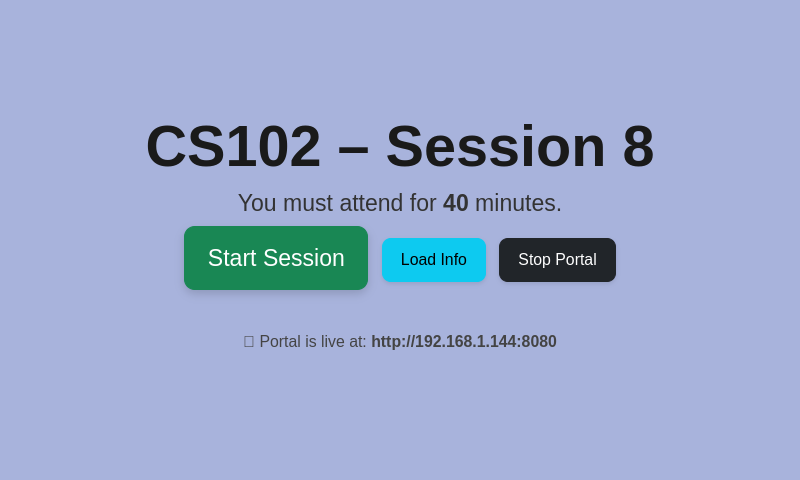 CS102 – Session 8
You must attend for 40 minutes.
Start Session
Load Info
Stop Portal
Portal is live at: http://192.168.1.144:8080